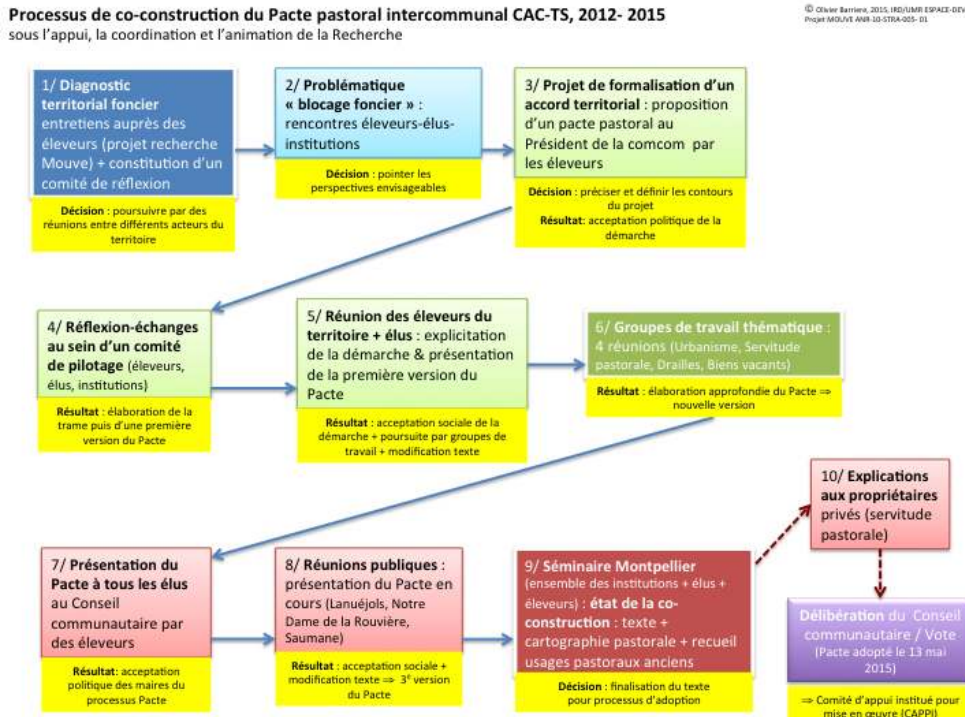 Processus de co-construction du Pacte pastoral intercommunal CAC-TS, 2012- 2015
sous l'appui, la coordination et l'animation de la Recherche
© Olivier Barriere, 2015, IRD/UMR ESPACE-DEV
Projet MOUVE ANR-10-STRA-005- 01
1/ Diagnostic
territorial foncier
entretiens auprès des
éleveurs (projet recherche
Mouve) + constitution d'un
comité de réflexion
Décision : poursuivre par des
réunions entre différents acteurs du
territoire
2/ Problématique
« blocage foncier » :
rencontres éleveurs-élus-
institutions
Décision : pointer les
perspectives envisageables
3/ Projet de formalisation d'un
accord territorial : proposition
d'un pacte pastoral au
Président de la comcom par
les éleveurs
Décision : préciser et définir les contours
du projet
Résultat: acceptation politique de la
démarche
4/ Réflexion-échanges
au sein d'un comité
de pilotage (éleveurs,
élus, institutions)
Résultat : élaboration de la
trame puis d'une première
version du Pacte
5/ Réunion des éleveurs du
territoire + élus : explicitation
de la démarche & présentation
de la première version du
Pacte
Résultat : acceptation sociale de la
démarche + poursuite par groupes de
travail + modification texte
6/ Groupes de travail thématique :
4 réunions (Urbanisme, Servitude
pastorale, Drailles, Biens vacants)
Résultat : élaboration approfondie du Pacte ⇒
nouvelle version
7/ Présentation du
Pacte à tous les élus
au Conseil
communautaire par
des éleveurs
Résultat: acceptation
politique des maires du
processus Pacte
8/ Réunions publiques :
présentation du Pacte en
cours (Lanuéjols, Notre
Dame de la Rouvière,
Saumane)
Résultat : acceptation sociale +
modification texte ⇒ 3e version
du Pacte
9/ Séminaire Montpellier
(ensemble des institutions + élus +
éleveurs) : état de la co-
construction : texte +
cartographie pastorale + recueil
usages pastoraux anciens
Décision : finalisation du texte
pour processus d'adoption
10/ Explications
aux propriétaires
privés (servitude
pastorale)
Délibération du Conseil
communautaire / Vote
(Pacte adopté le 13 mai
2015)
⇒ Comité d'appui institué pour
mise en œuvre (CAPPI)